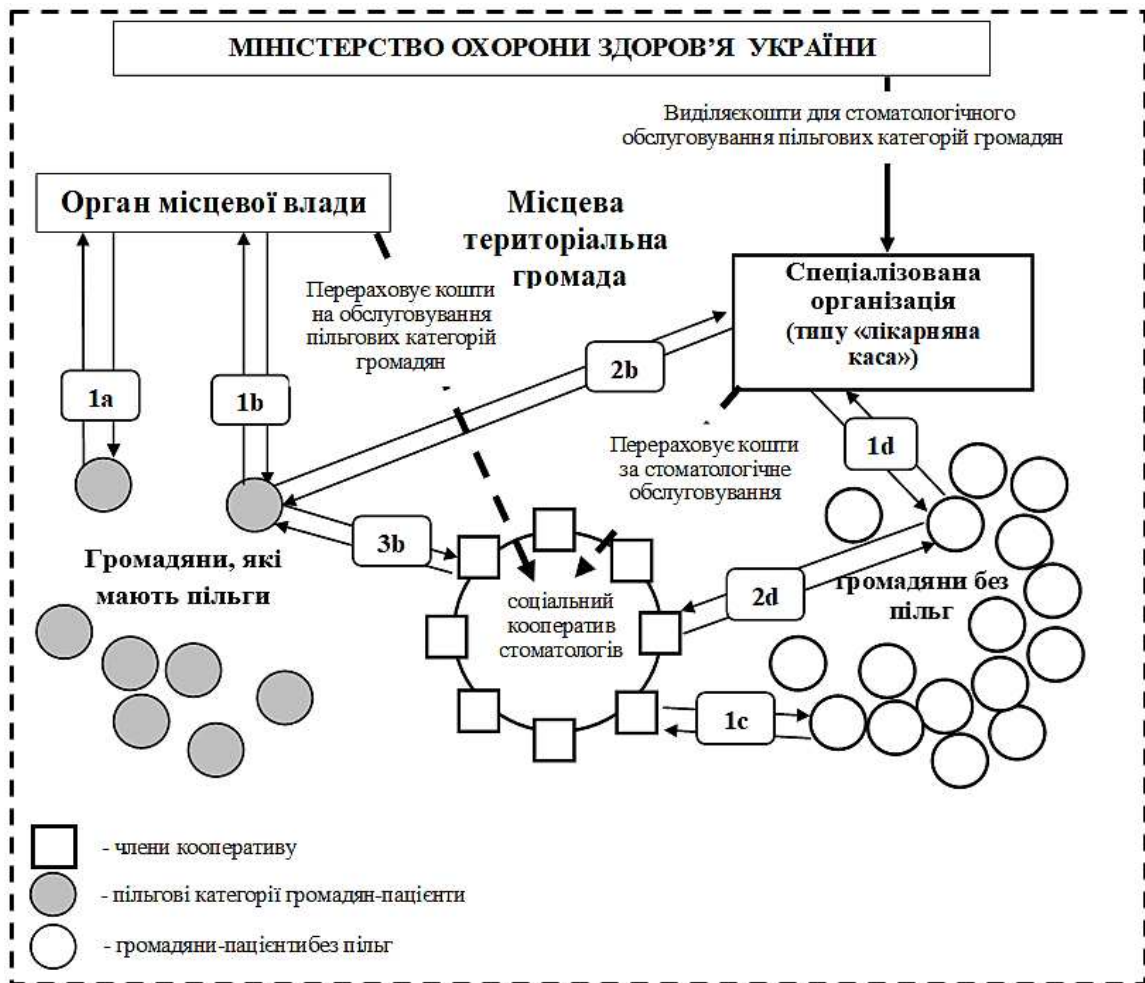 МІНІСТЕРСТВО ОХОРОНИ ЗДОРОВ’Я УКРАЇНИ
Виділяєкошти для стоматологічного
обслуговування пільгових категорій громадян
Орган місцевої влади
Місцева
територіальна
громада
Перераховує кошти
на обслуговування
пільгових категорій
громадян
Спеціалізована
організація
(типу «лікарняна
каса»)
1a
1b
2b
1d
Перераховує кошти
за стоматологічне
обслуговування
3b
Громадяни, які
мають пільги
соціальний
кооператив
стоматологів
2d
громадяни без
пільг
1c
- члени кооперативу
- пільгові категорії громадян-пацієнти
- громадяни-пацієнтибез пільг